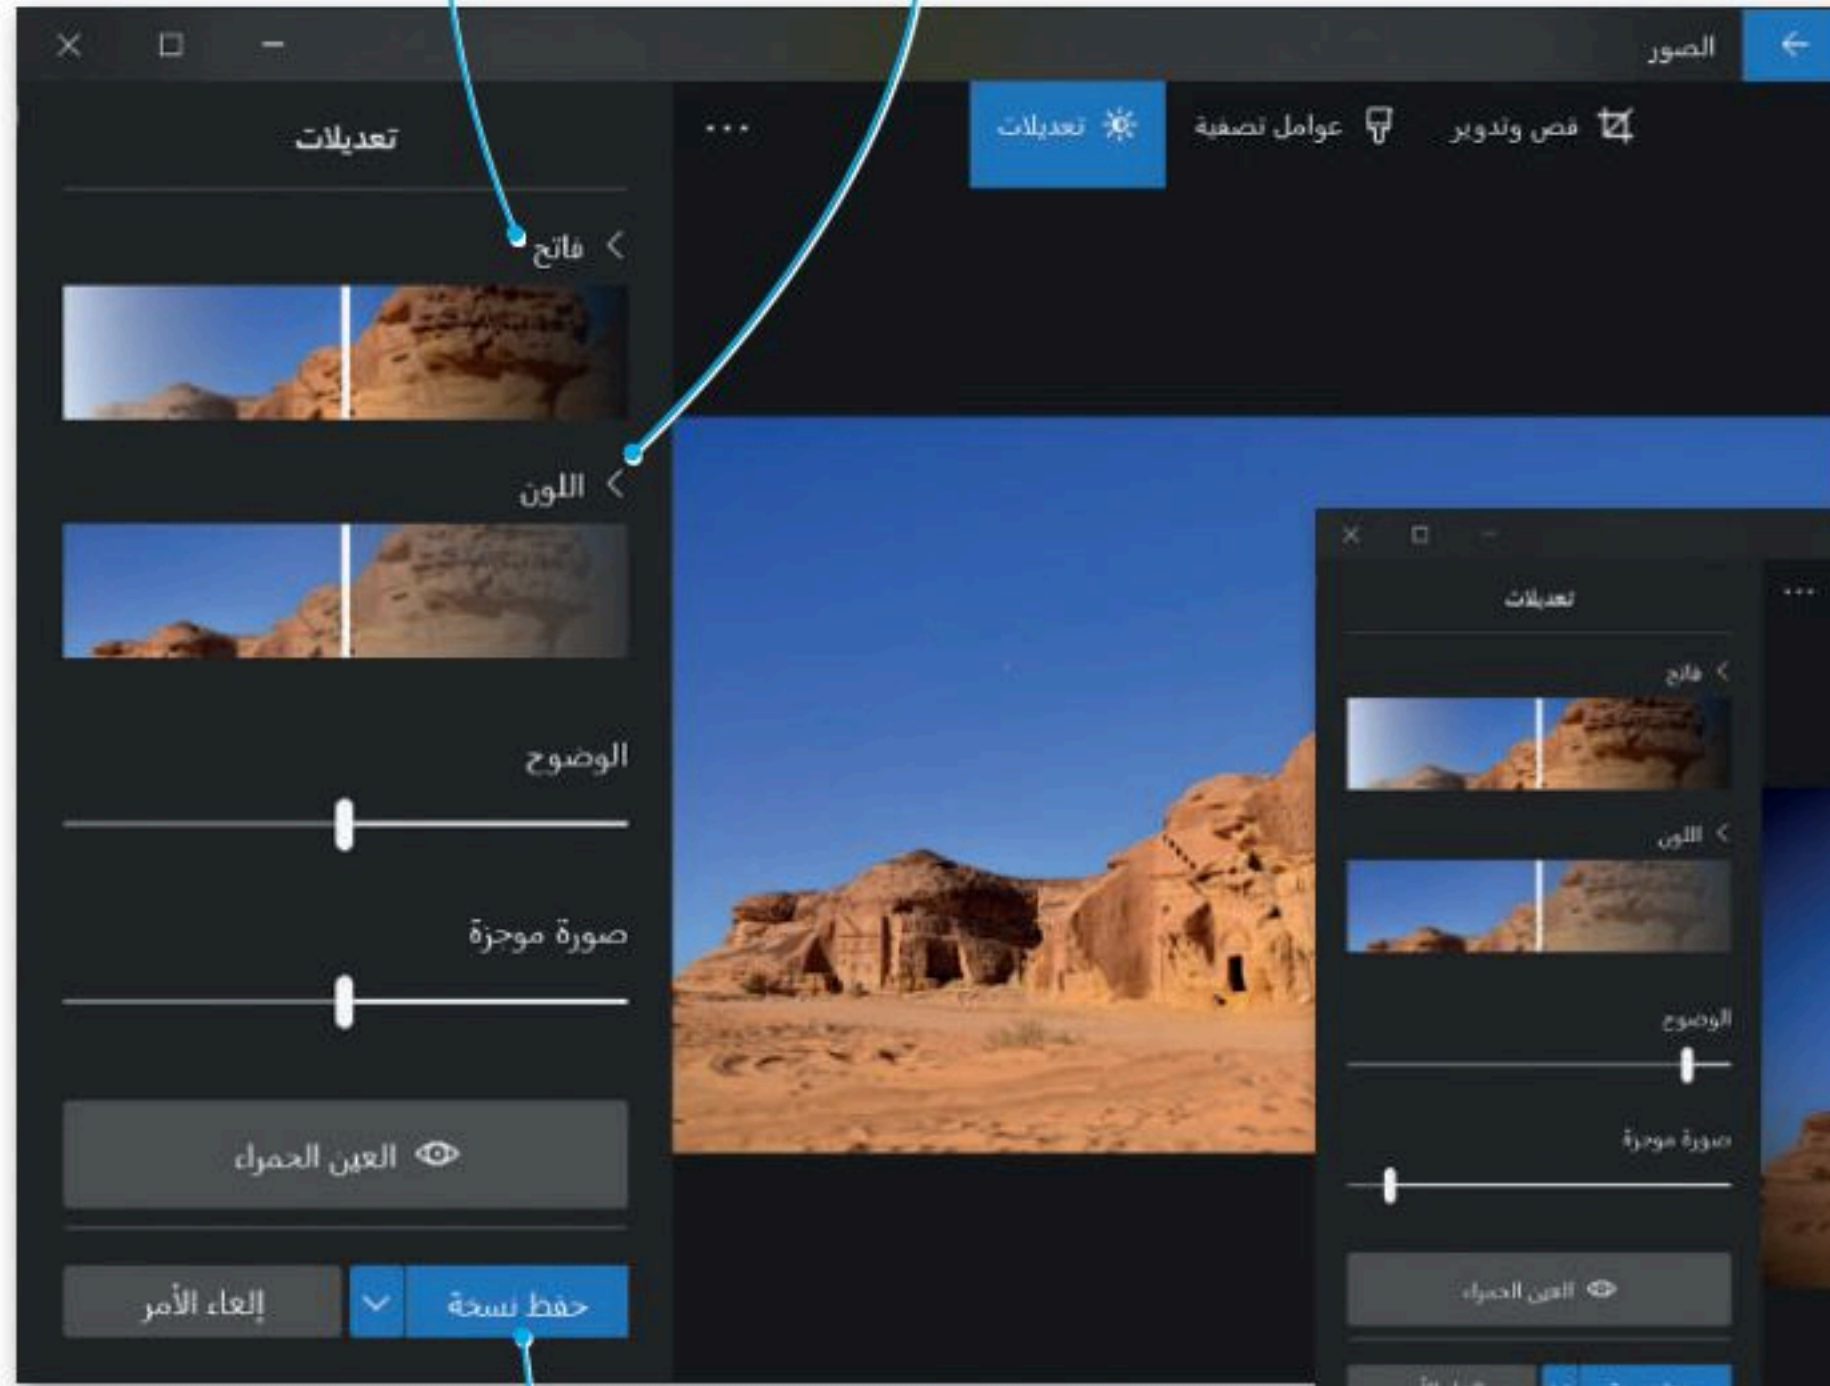 الصور
قص وتدوير
عوامل تصفية
تعديلات
تعديلات
فاتح
اللون
الوضوح
صورة موجزة
العين الحمراء
حفظ نسخة
إلغاء الأمر
تعديلات
فاتح
اللون
الوضوح
صورة موجزة
العين الحمراء